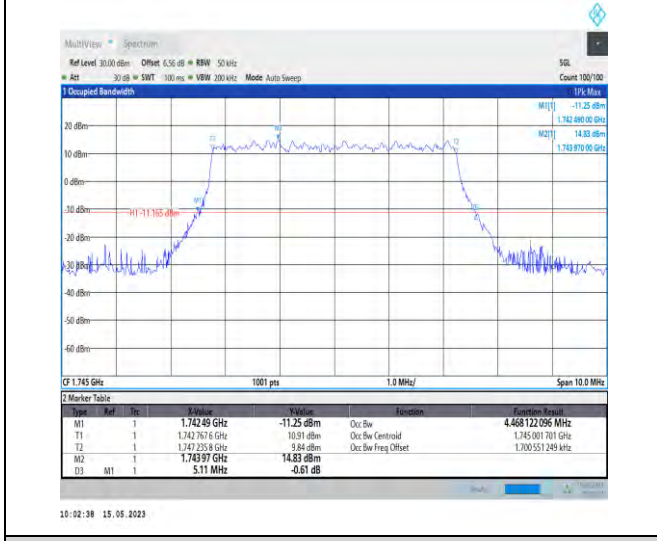 MultiView Spectrum
Ref Level 30.00 dBm Offset 6.56 dB RBW 50 kHz SGL
Att 30 dB SWT 100 ms VBW 200 kHz Mode Auto Sweep Count 100/100
1 Occupied Bandwidth 1Pk Max
M1[1] -11.25 dBm
1.742 490 00 GHz
M2[1] 14.83 dBm
1.743 970 00 GHz
20 dBm
10 dBm
0 dBm
-10 dBm
H1 -11.165 dBm
-20 dBm
-30 dBm
-40 dBm
-50 dBm
-60 dBm
M1
M2
T1
T2
CF 1.745 GHz 1001 pts 1.0 MHz/ Span 10.0 MHz
2 Marker Table
Type Ref Trc X-Value Y-Value Function Function Result
M1 1 1.74249 GHz -11.25 dBm Occ Bw 4.468 122 096 MHz
T1 1 1.742 767 6 GHz 10.91 dBm Occ Bw Centroid 1.745 001 701 GHz
T2 1 1.747 235 8 GHz 9.84 dBm Occ Bw Freq Offset 1.700 551 249 kHz
M2 1 1.74397 GHz 14.83 dBm
D3 M1 1 5.11 MHz -0.61 dB
10:02:38 15.05.2023